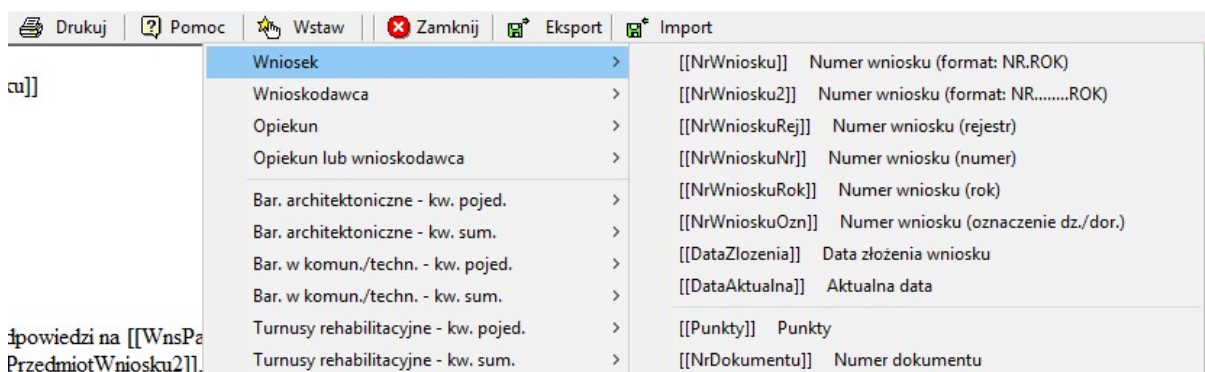 Drukuj Pomoc Wstaw Zamknij Eksport Import
Wniosek
Wnioskodawca
Opiekun
Opiekun lub wnioskodawca
Bar. architektoniczne - kw. pojed.
Bar. architektoniczne - kw. sum.
Bar. w komun./techn. - kw. pojed.
Bar. w komun./techn. - kw. sum.
Turnusy rehabilitacyjne - kw. pojed.
Turnusy rehabilitacyjne - kw. sum.
[[NrWniosku]] Numer wniosku (format: NR.ROK)
[[NrWniosku2]] Numer wniosku (format: NR........ROK)
[[NrWnioskuRej]] Numer wniosku (rejestr)
[[NrWnioskuNr]] Numer wniosku (numer)
[[NrWnioskuRok]] Numer wniosku (rok)
[[NrWnioskuOzn]] Numer wniosku (oznaczenie dz./dor.)
[[DataZlozenia]] Data złożenia wniosku
[[DataAktualna]] Aktualna data
[[Punkty]] Punkty
[[NrDokumentu]] Numer dokumentu
ku]]
dpowiedzi na [[WnsPa
PrzedmiotWniosku2]],